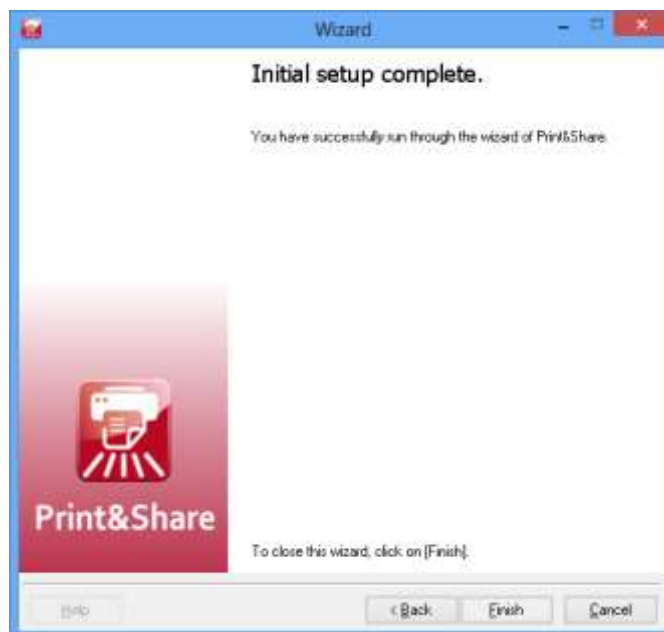 Wizard
Initial setup complete.
You have successfully run through the wizard of Print&Share.
Print&Share
To close this wizard, click on [Finish].
Help
< Back
Finish
Cancel